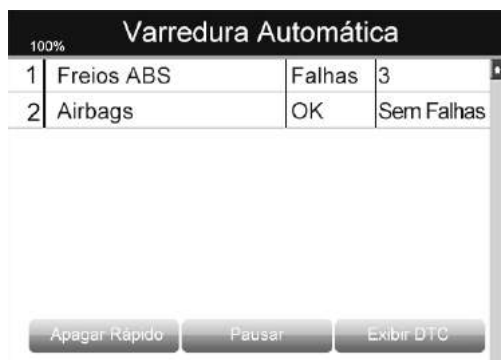 Varredura Automática
100%
1 Freios ABS Falhas 3
2 Airbags OK Sem Falhas
Apagar Rápido Pausar Exibir DTC